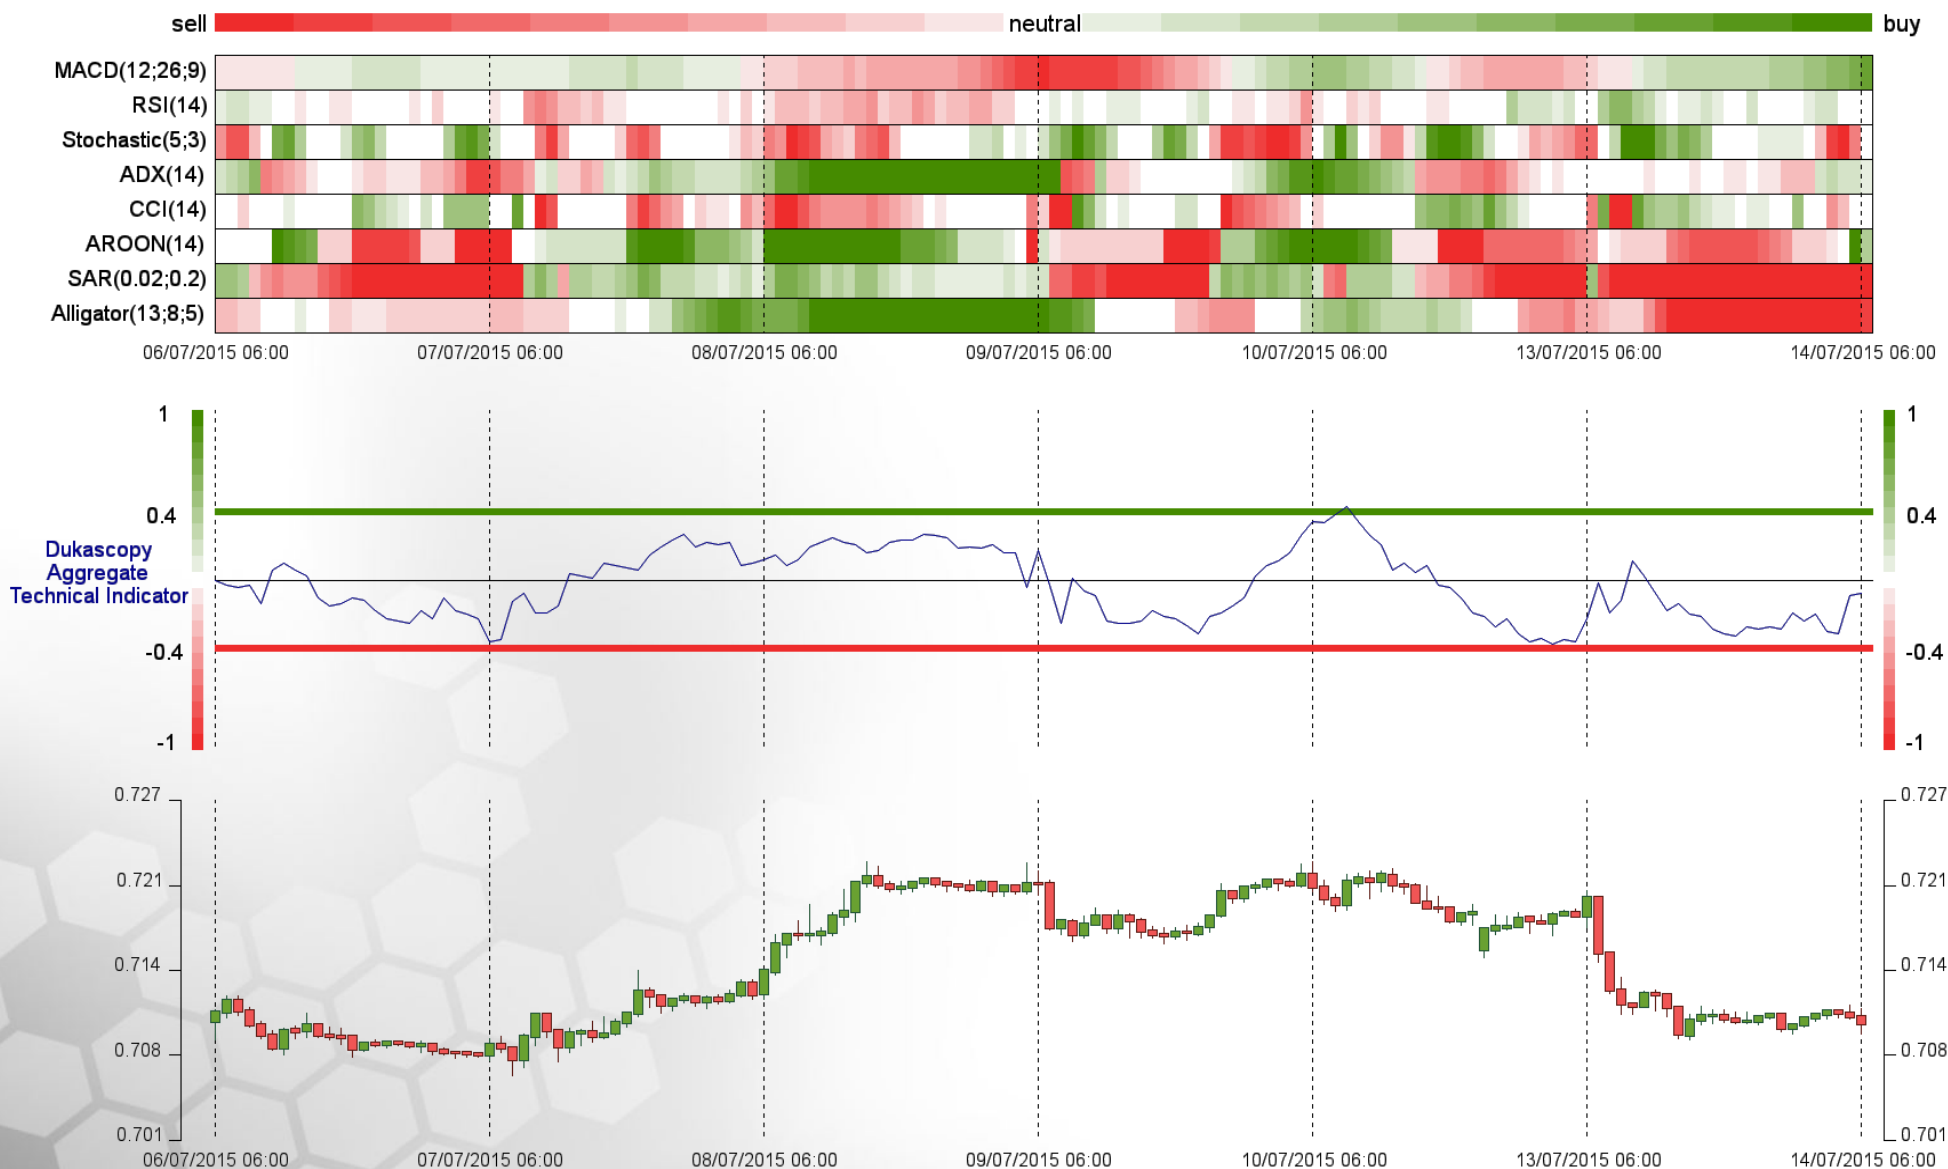 sell neutral buy
MACD(12;26;9)
RSI(14)
Stochastic(5;3)
ADX(14)
CCI(14)
AROON(14)
SAR(0.02;0.2)
Alligator(13;8;5)
06/07/2015 06:00 07/07/2015 06:00 08/07/2015 06:00 09/07/2015 06:00 10/07/2015 06:00 13/07/2015 06:00 14/07/2015 06:00
1 1
0.4 0.4
Dukascopy
Aggregate
Technical Indicator
-0.4 -0.4
-1 -1
0.727 0.727
0.721 0.721
0.714 0.714
0.708 0.708
0.701 0.701
06/07/2015 06:00 07/07/2015 06:00 08/07/2015 06:00 09/07/2015 06:00 10/07/2015 06:00 13/07/2015 06:00 14/07/2015 06:00